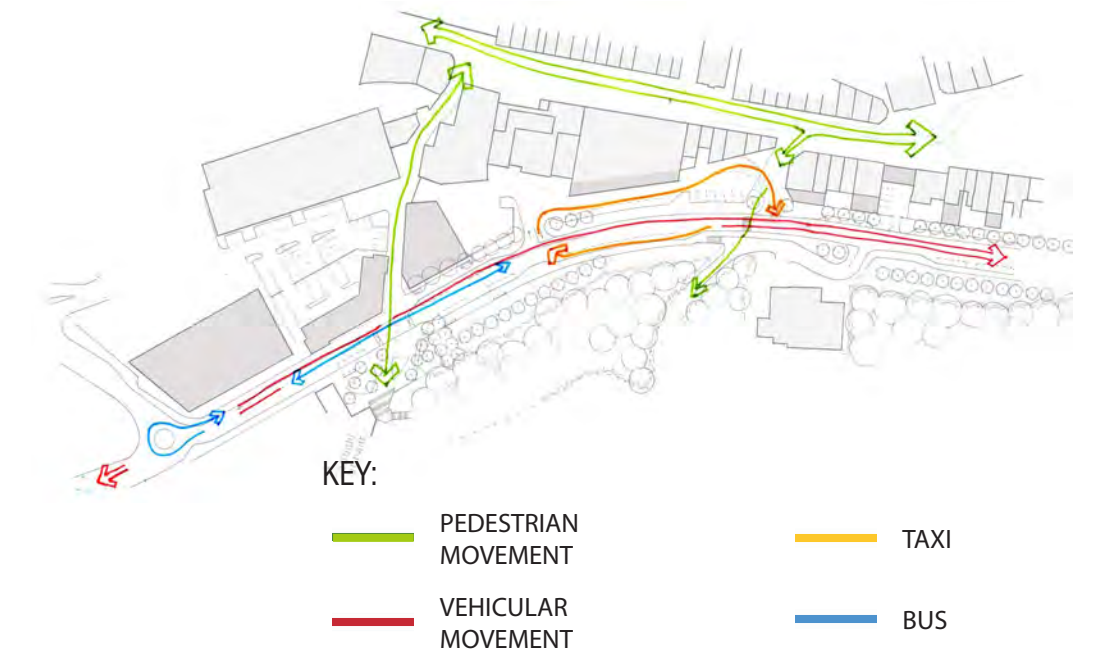 KEY:
PEDESTRIAN
MOVEMENT
VEHICULAR
MOVEMENT
TAXI
BUS